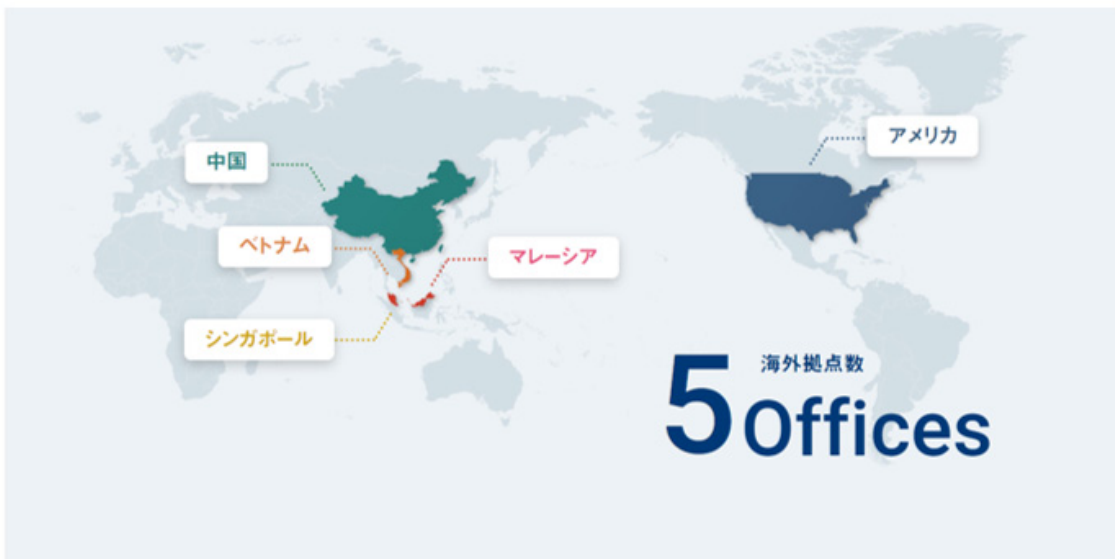 アメリカ
中国
ベトナム
マレーシア
シンガポール
海外拠点数
5 Offices